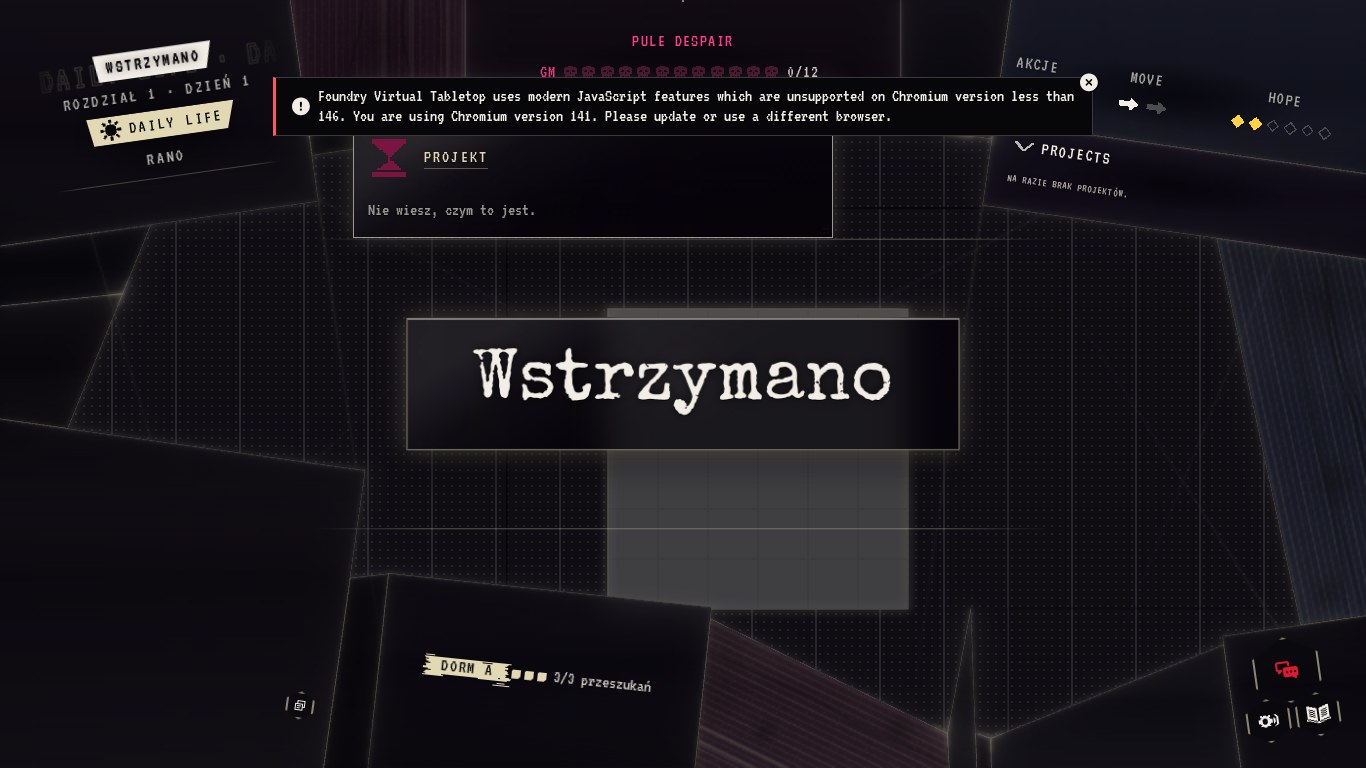 WSTRZYMANO
ROZDZIAŁ 1 · DZIEŃ 1
DAILY LIFE
RANO
PULE DESPAIR
GM 0/12
Foundry Virtual Tabletop uses modern JavaScript features which are unsupported on Chromium version less than
146. You are using Chromium version 141. Please update or use a different browser.
AKCJE
MOVE
HOPE
PROJECTS
NA RAZIE BRAK PROJEKTÓW.
PROJEKT
Nie wiesz, czym to jest.
Wstrzymano
DORM A 3/3 przeszukań